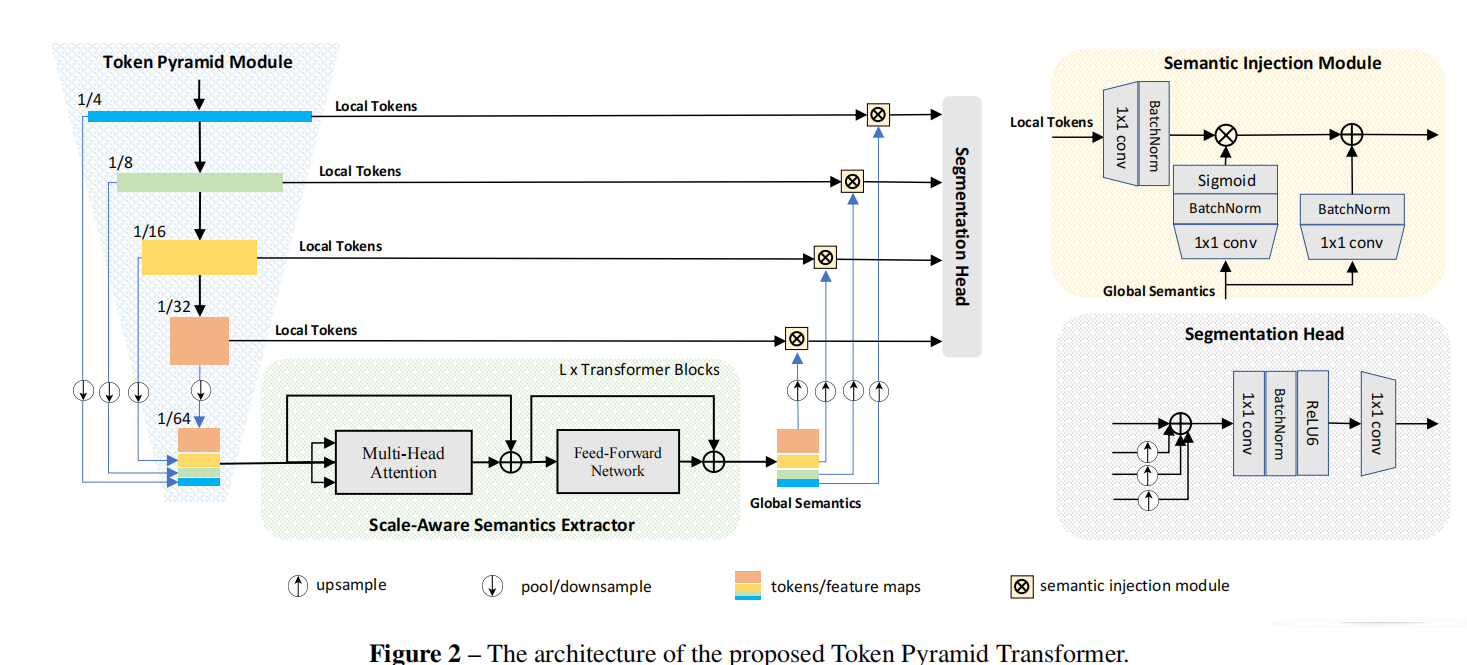 Token Pyramid Module
1/4
Local Tokens
1/8
Local Tokens
1/16
Local Tokens
1/32
Local Tokens
1/64
L x Transformer Blocks
Multi-Head
Attention
Feed-Forward
Network
Scale-Aware Semantics Extractor
Global Semantics
Segmentation Head
Semantic Injection Module
Local Tokens
1x1 conv
BatchNorm
Sigmoid
BatchNorm
1x1 conv
BatchNorm
1x1 conv
Global Semantics
Segmentation Head
1x1 conv
BatchNorm
ReLU6
1x1 conv
upsample
pool/downsample
tokens/feature maps
semantic injection module
Figure 2 – The architecture of the proposed Token Pyramid Transformer.